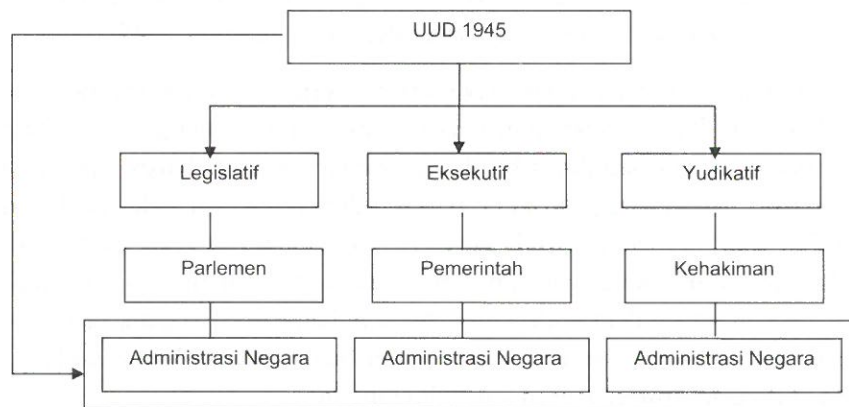 UUD 1945
Legislatif
Eksekutif
Yudikatif
Parlemen
Pemerintah
Kehakiman
Administrasi Negara
Administrasi Negara
Administrasi Negara